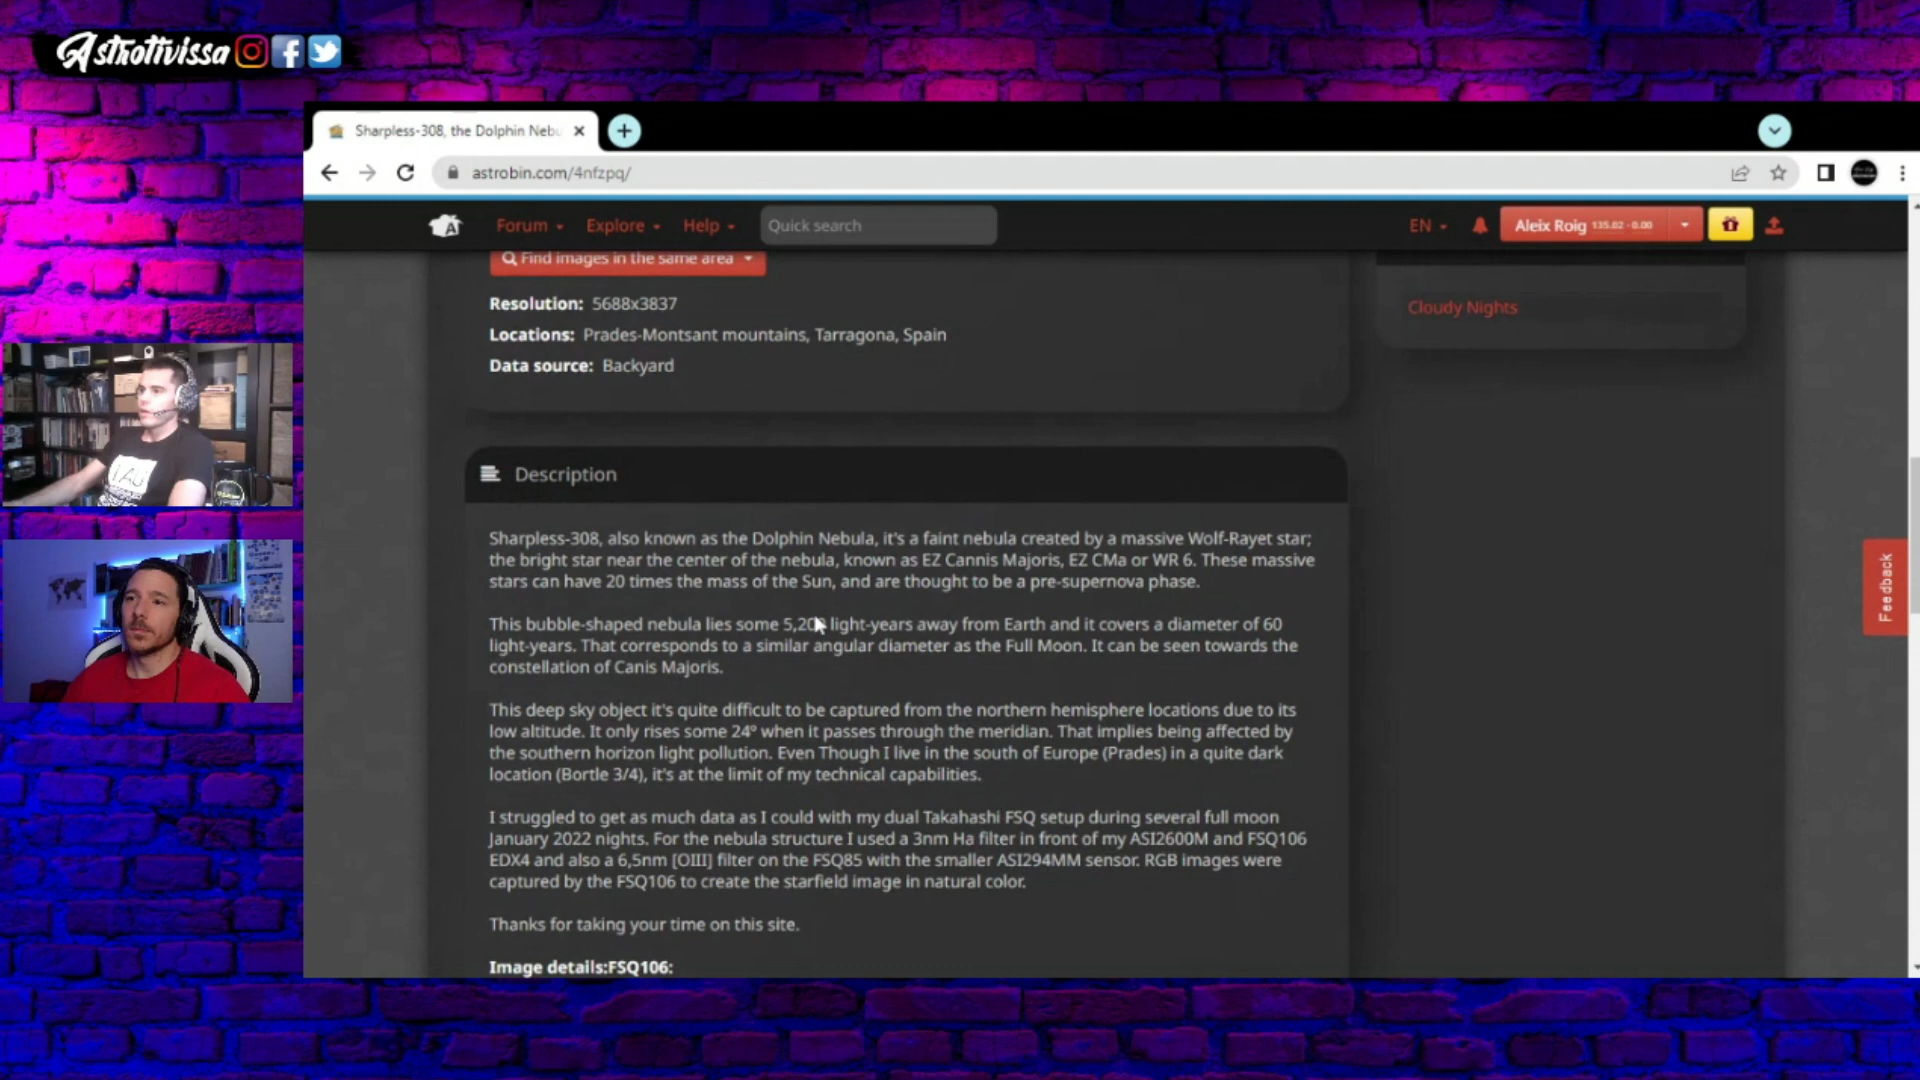 Astrotivissa
Sharpless-308, the Dolphin Nebu
astrobin.com/4nfzpq/
Forum
Explore
Help
Quick search
EN
Aleix Roig 135.02 - 0.00
Find images in the same area
Resolution: 5688x3837
Locations: Prades-Montsant mountains, Tarragona, Spain
Data source: Backyard
Cloudy Nights
Description
Sharpless-308, also known as the Dolphin Nebula, it's a faint nebula created by a massive Wolf-Rayet star;
the bright star near the center of the nebula, known as EZ Cannis Majoris, EZ CMa or WR 6. These massive
stars can have 20 times the mass of the Sun, and are thought to be a pre-supernova phase.
This bubble-shaped nebula lies some light-years away from Earth and it covers a diameter of 60
light-years. That corresponds to a similar angular diameter as the Full Moon. It can be seen towards the
constellation of Canis Majoris.
This deep sky object it's quite difficult to be captured from the northern hemisphere locations due to its
low altitude. It only rises some 24º when it passes through the meridian. That implies being affected by
the southern horizon light pollution. Even Though I live in the south of Europe (Prades) in a quite dark
location (Bortle 3/4), it's at the limit of my technical capabilities.
I struggled to get as much data as I could with my dual Takahashi FSQ setup during several full moon
January 2022 nights. For the nebula structure I used a 3nm Ha filter in front of my ASI2600M and FSQ106
EDX4 and also a 6,5nm [OIII] filter on the FSQ85 with the smaller ASI294MM sensor. RGB images were
captured by the FSQ106 to create the starfield image in natural color.
Thanks for taking your time on this site.
Image details:FSQ106:
Feedback
IAU